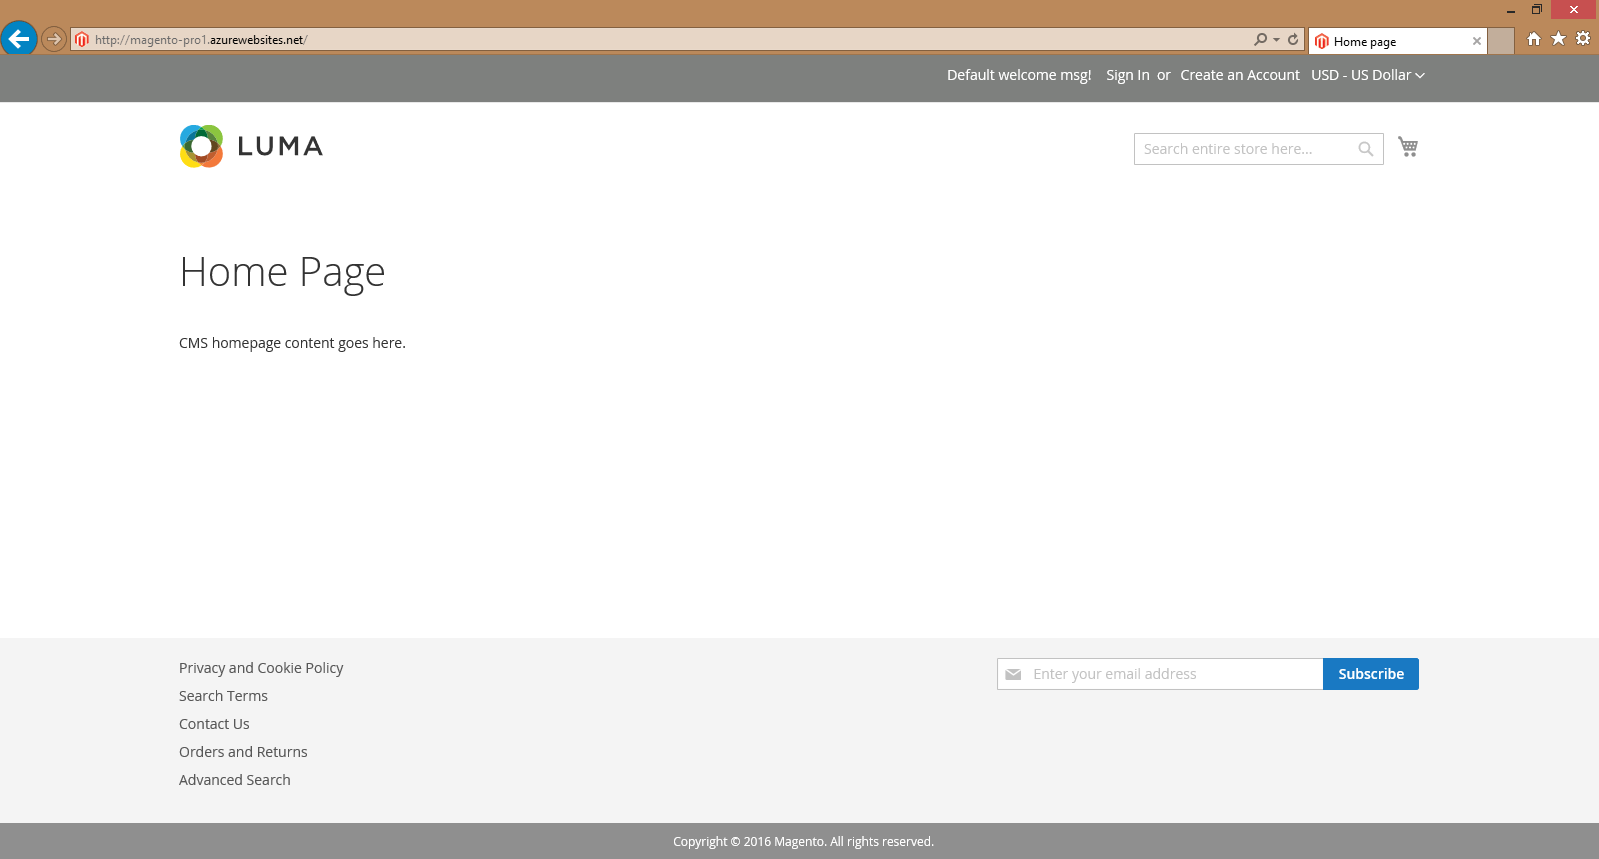 http://magento-pro1.azurewebsites.net/
Home page
Default welcome msg! Sign In or Create an Account USD - US Dollar
LUMA
Search entire store here...
Home Page
CMS homepage content goes here.
Privacy and Cookie Policy
Search Terms
Contact Us
Orders and Returns
Advanced Search
Enter your email address
Subscribe
Copyright © 2016 Magento. All rights reserved.